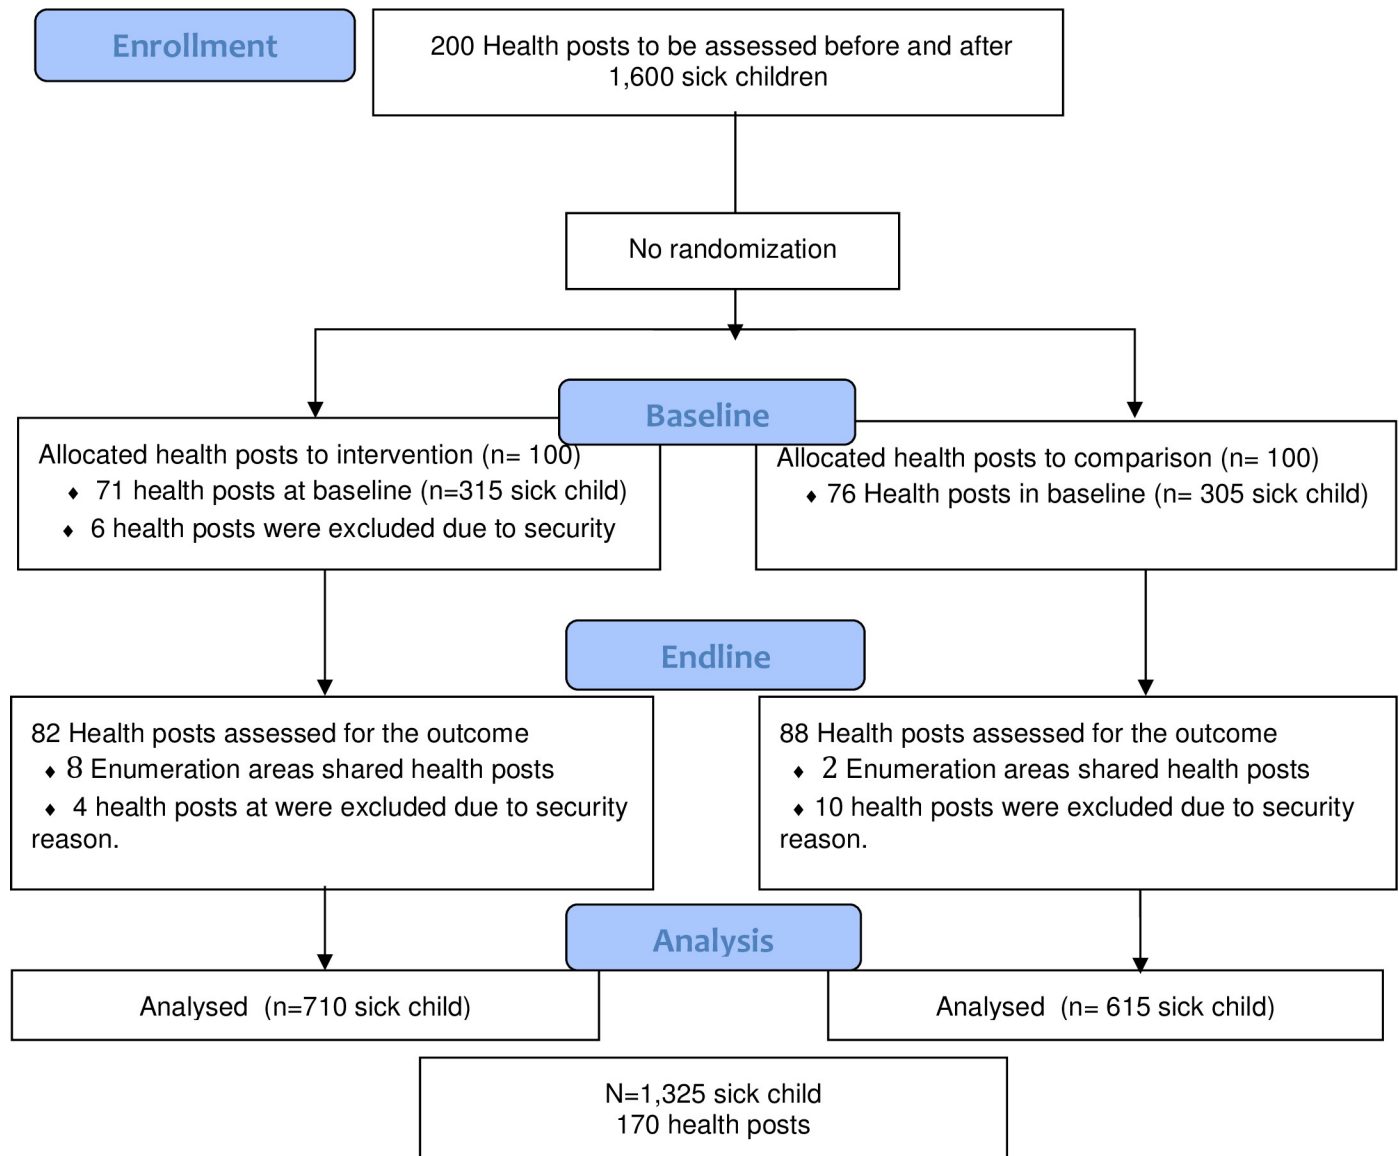 Enrollment
200 Health posts to be assessed before and after
1,600 sick children
No randomization
Baseline
Allocated health posts to intervention (n= 100)
♦ 71 health posts at baseline (n=315 sick child)
♦ 6 health posts were excluded due to security
Allocated health posts to comparison (n= 100)
♦ 76 Health posts in baseline (n= 305 sick child)
Endline
82 Health posts assessed for the outcome
♦ 8 Enumeration areas shared health posts
♦ 4 health posts at were excluded due to security
reason.
88 Health posts assessed for the outcome
♦ 2 Enumeration areas shared health posts
♦ 10 health posts were excluded due to security
reason.
Analysis
Analysed (n=710 sick child)
Analysed (n= 615 sick child)
N=1,325 sick child
170 health posts